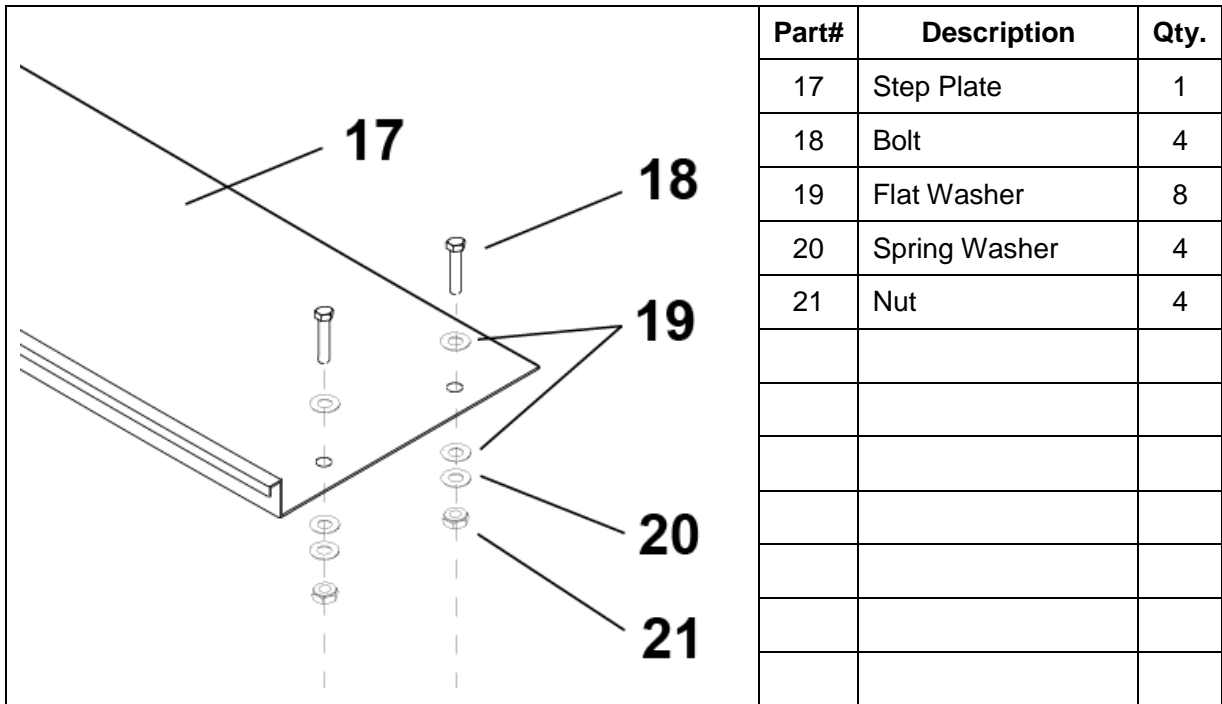 17
18
19
20
21
Part# Description Qty.
17 Step Plate 1
18 Bolt 4
19 Flat Washer 8
20 Spring Washer 4
21 Nut 4